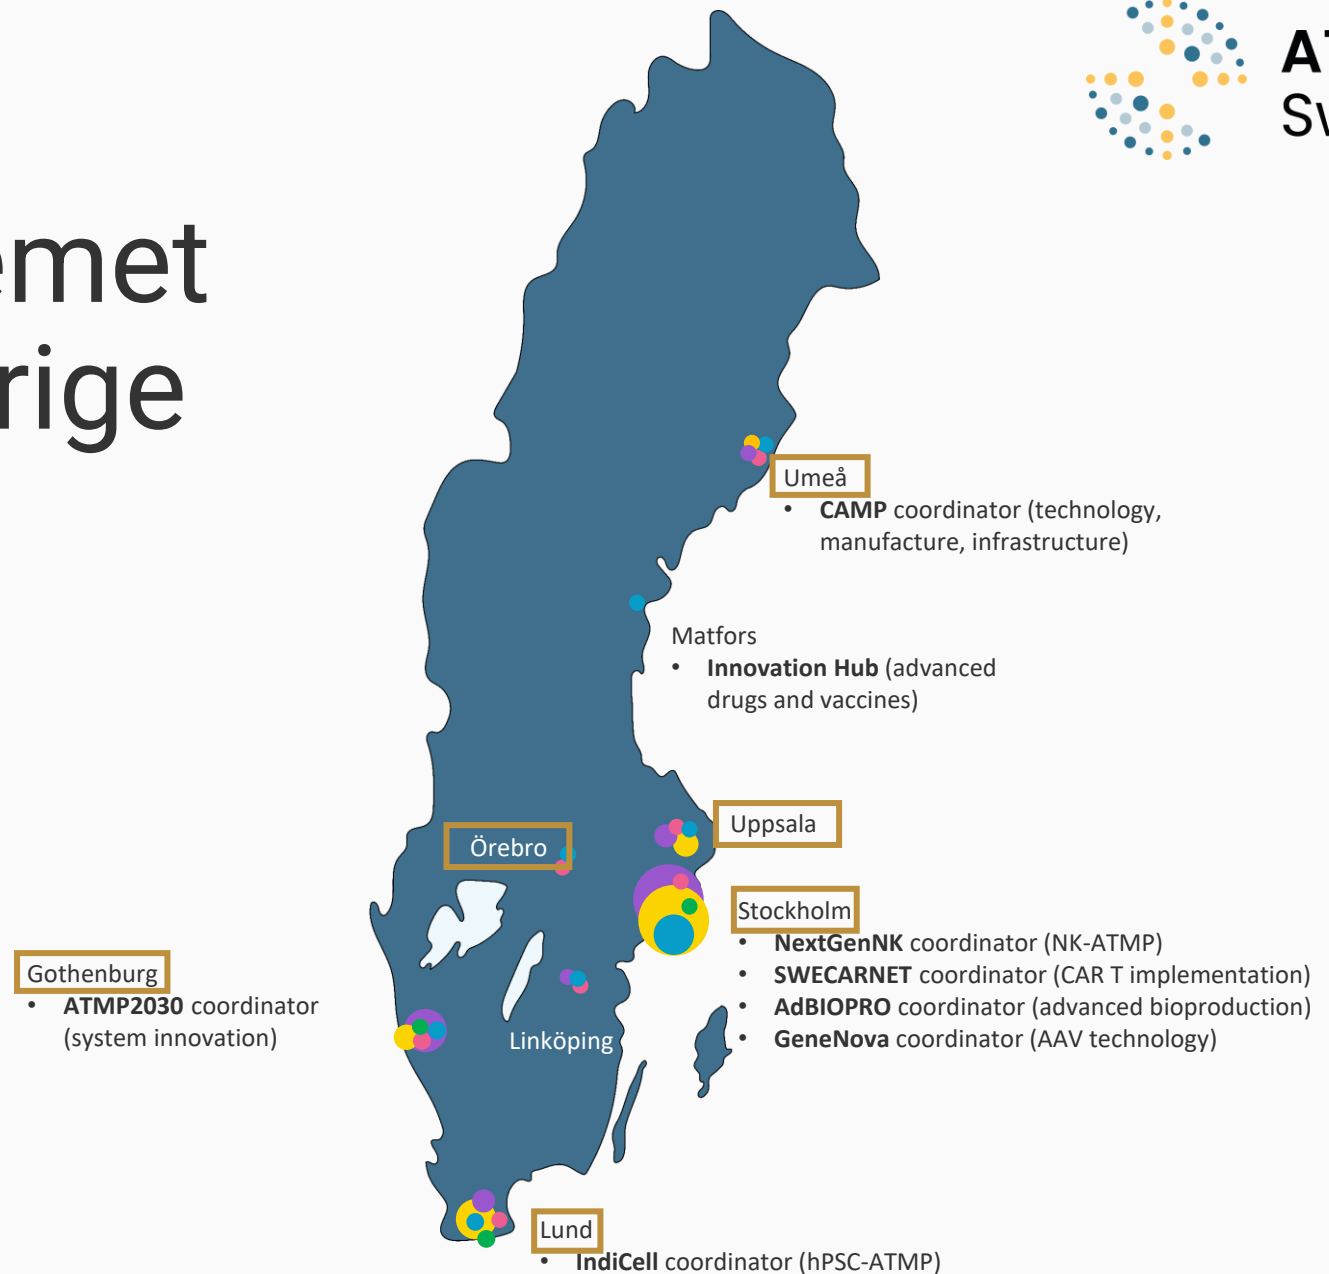 AT
Sw
emet
rige
Umeå
• CAMP coordinator (technology,
manufacture, infrastructure)
Matfors
• Innovation Hub (advanced
drugs and vaccines)
Uppsala
Örebro
Stockholm
• NextGenNK coordinator (NK-ATMP)
• SWECARNET coordinator (CAR T implementation)
• AdBIOPRO coordinator (advanced bioproduction)
• GeneNova coordinator (AAV technology)
Gothenburg
• ATMP2030 coordinator
(system innovation)
Linköping
Lund
• IndiCell coordinator (hPSC-ATMP)